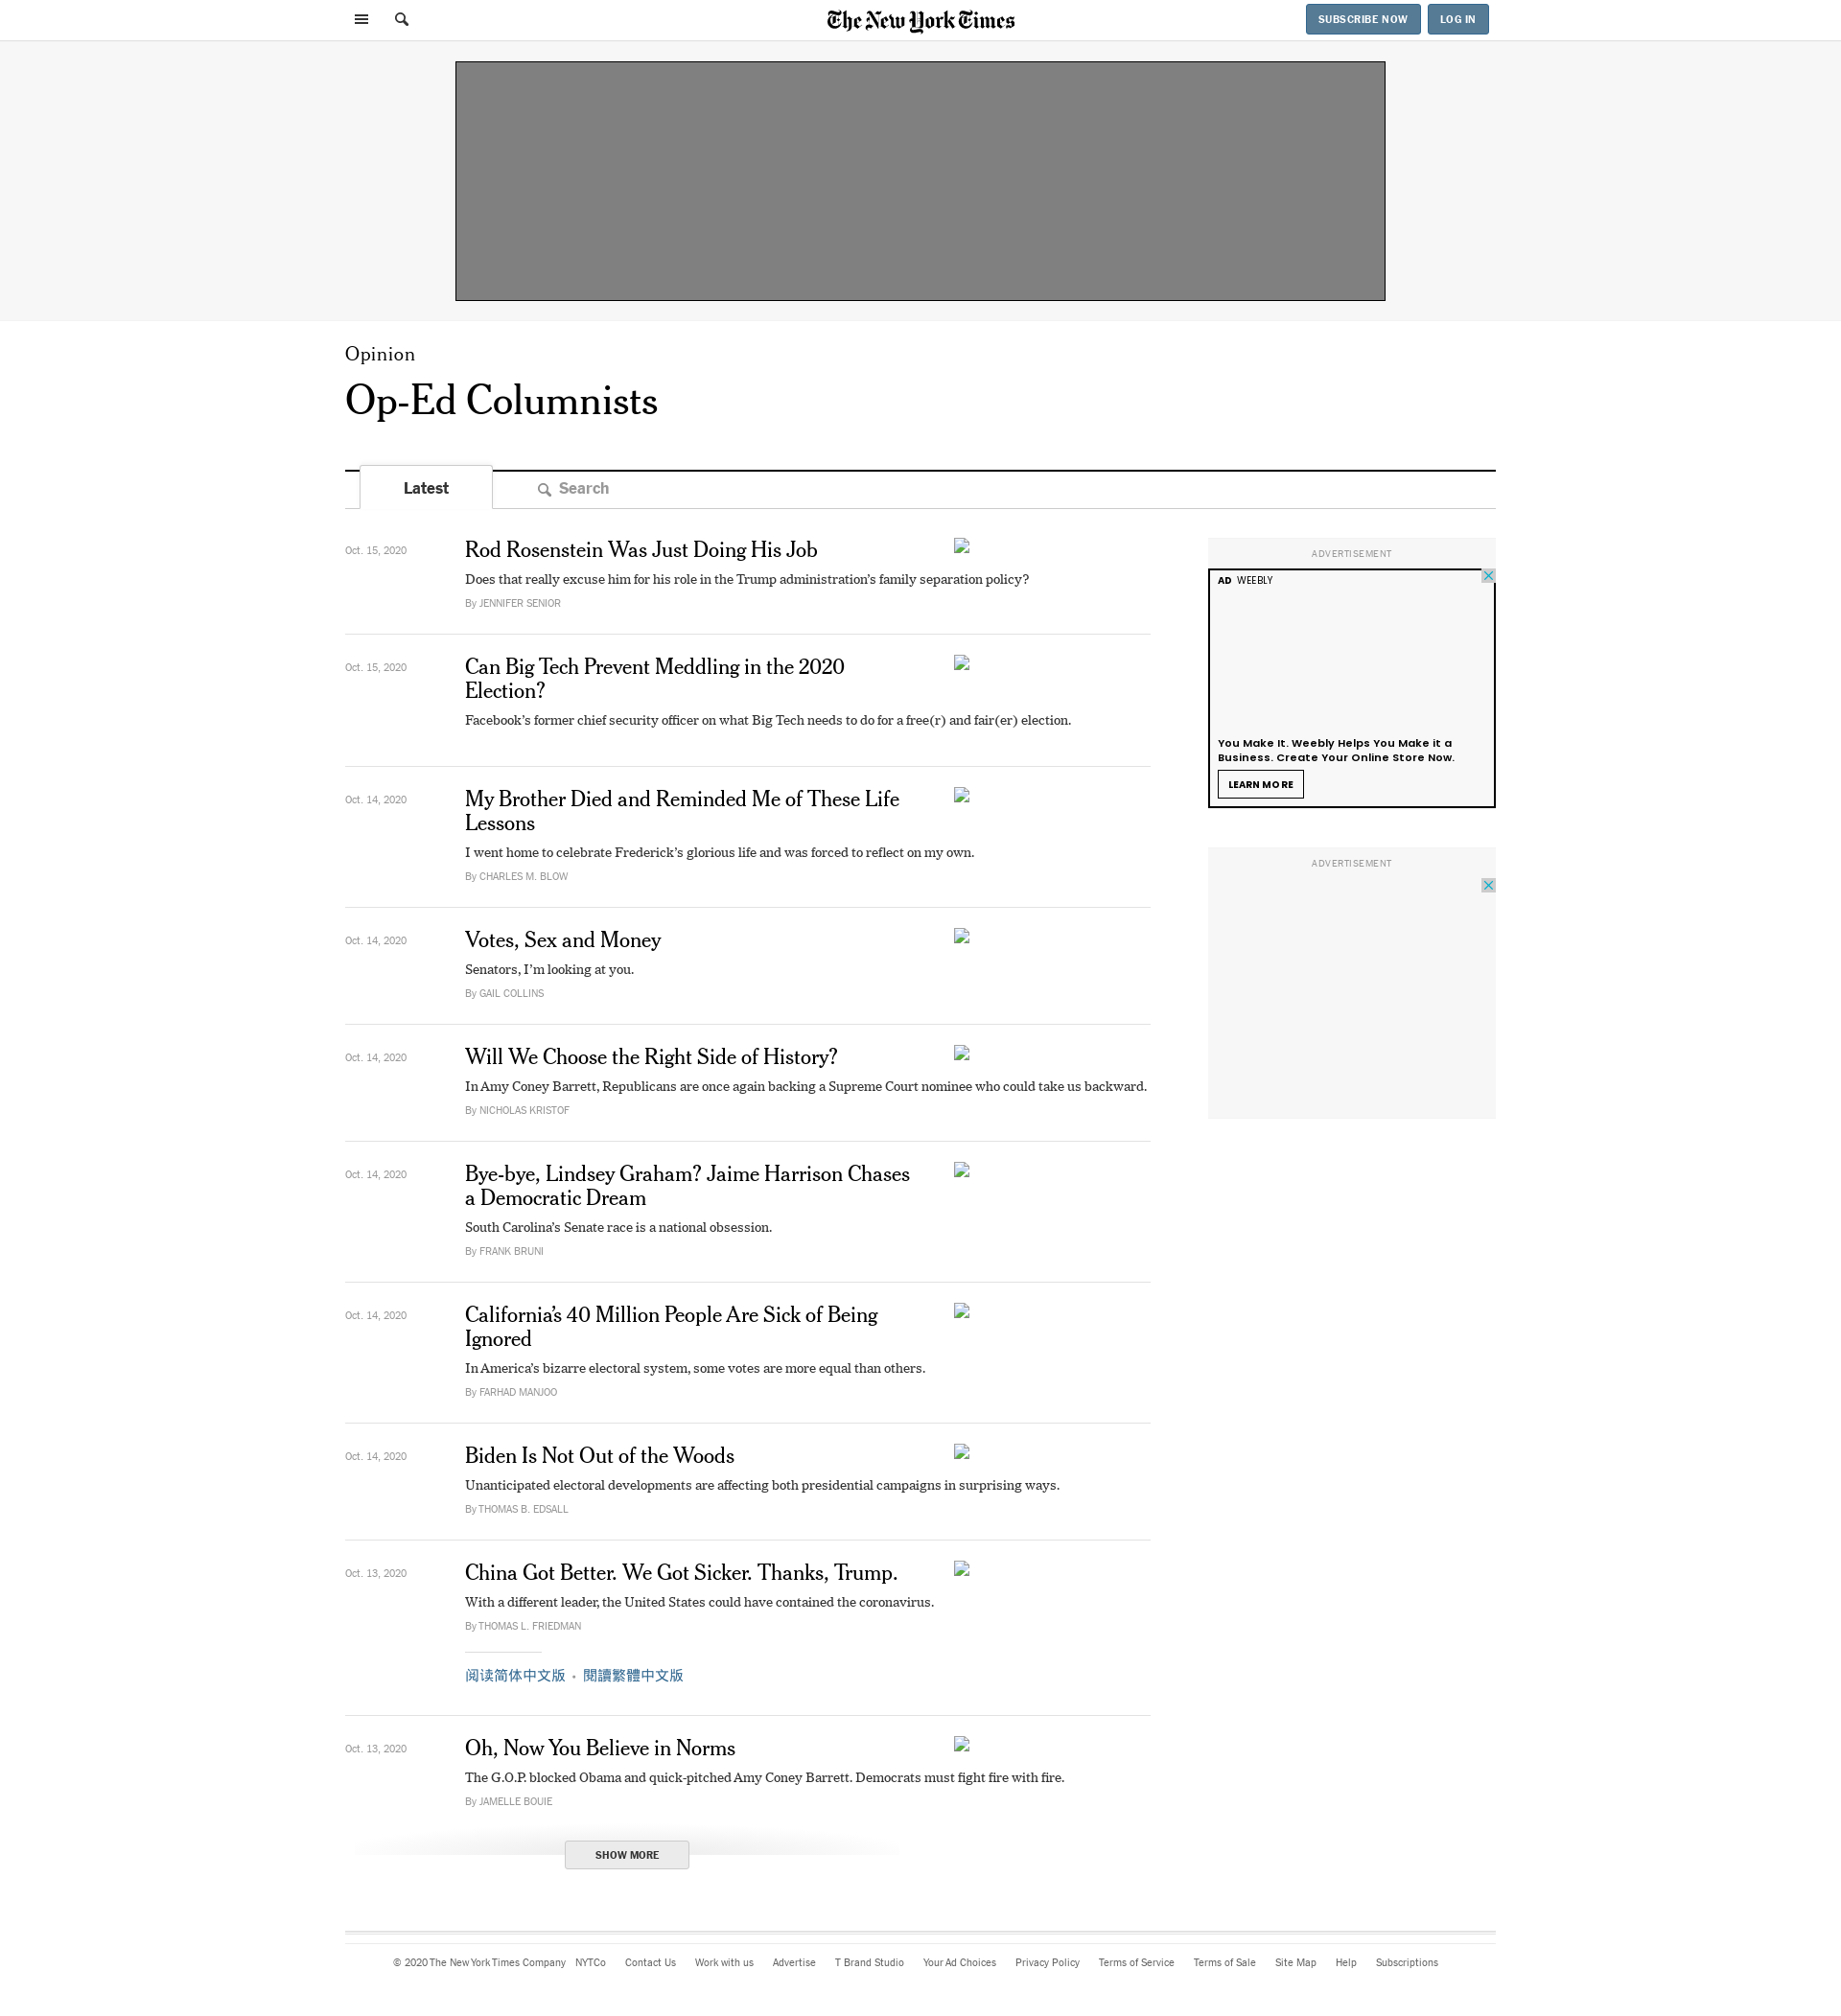 The New York Times
SUBSCRIBE NOW
LOG IN
Opinion
Op-Ed Columnists
Latest
Search
Oct. 15, 2020
Rod Rosenstein Was Just Doing His Job
Does that really excuse him for his role in the Trump administration’s family separation policy?
By JENNIFER SENIOR
Oct. 15, 2020
Can Big Tech Prevent Meddling in the 2020
Election?
Facebook’s former chief security officer on what Big Tech needs to do for a free(r) and fair(er) election.
Oct. 14, 2020
My Brother Died and Reminded Me of These Life
Lessons
I went home to celebrate Frederick’s glorious life and was forced to reflect on my own.
By CHARLES M. BLOW
Oct. 14, 2020
Votes, Sex and Money
Senators, I’m looking at you.
By GAIL COLLINS
Oct. 14, 2020
Will We Choose the Right Side of History?
In Amy Coney Barrett, Republicans are once again backing a Supreme Court nominee who could take us backward.
By NICHOLAS KRISTOF
Oct. 14, 2020
Bye-bye, Lindsey Graham? Jaime Harrison Chases
a Democratic Dream
South Carolina’s Senate race is a national obsession.
By FRANK BRUNI
Oct. 14, 2020
California’s 40 Million People Are Sick of Being
Ignored
In America’s bizarre electoral system, some votes are more equal than others.
By FARHAD MANJOO
Oct. 14, 2020
Biden Is Not Out of the Woods
Unanticipated electoral developments are affecting both presidential campaigns in surprising ways.
By THOMAS B. EDSALL
Oct. 13, 2020
China Got Better. We Got Sicker. Thanks, Trump.
With a different leader, the United States could have contained the coronavirus.
By THOMAS L. FRIEDMAN
阅读简体中文版 • 閱讀繁體中文版
Oct. 13, 2020
Oh, Now You Believe in Norms
The G.O.P. blocked Obama and quick-pitched Amy Coney Barrett. Democrats must fight fire with fire.
By JAMELLE BOUIE
SHOW MORE
ADVERTISEMENT
AD WEEBLY
You Make It. Weebly Helps You Make it a
Business. Create Your Online Store Now.
LEARN MORE
ADVERTISEMENT
© 2020 The New York Times Company NYTCo Contact Us Work with us Advertise T Brand Studio Your Ad Choices Privacy Policy Terms of Service Terms of Sale Site Map Help Subscriptions